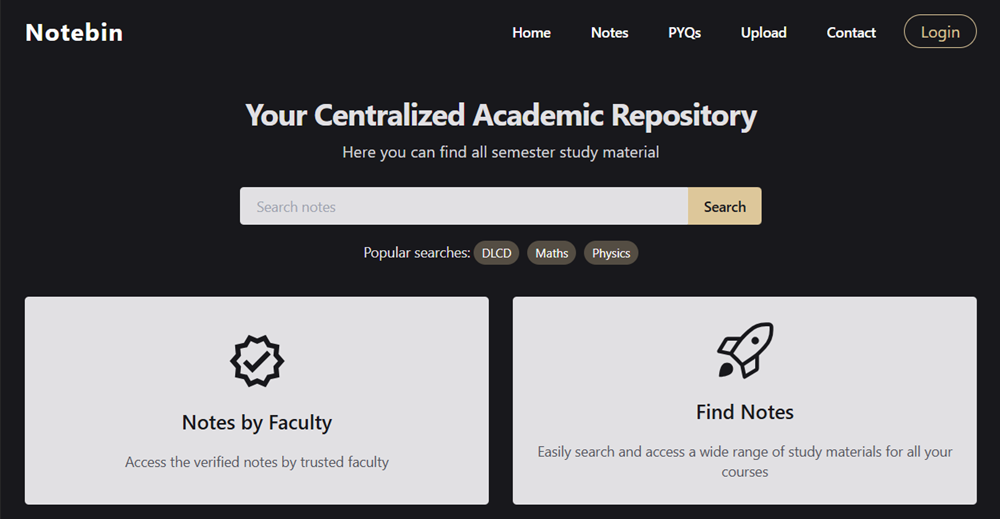 Notebin
Home Notes PYQs Upload Contact Login
Your Centralized Academic Repository
Here you can find all semester study material
Search notes Search
Popular searches: DLCD Maths Physics
Notes by Faculty
Access the verified notes by trusted faculty
Find Notes
Easily search and access a wide range of study materials for all your
courses